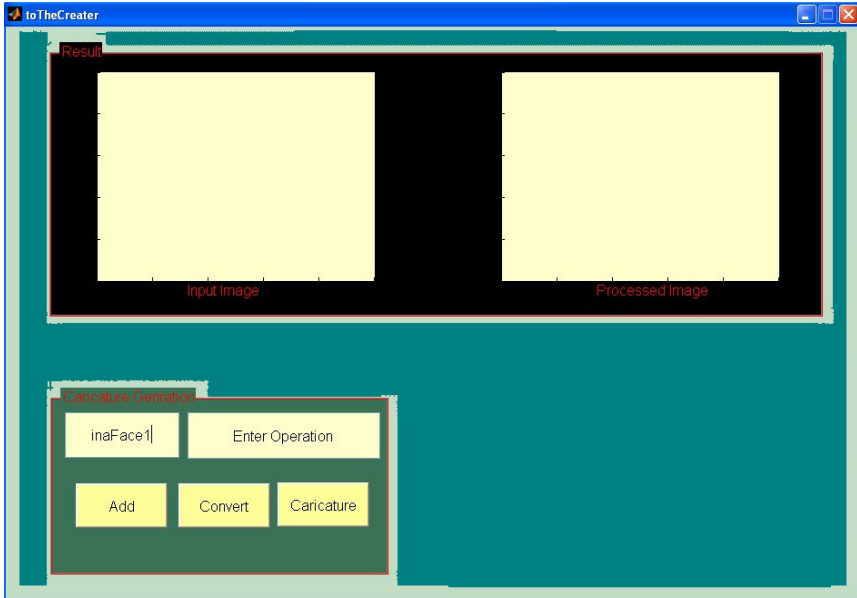 toTheCreater
Result
Input Image
Processed Image
Caricature Genration
inaFace1
Enter Operation
Add
Convert
Caricature